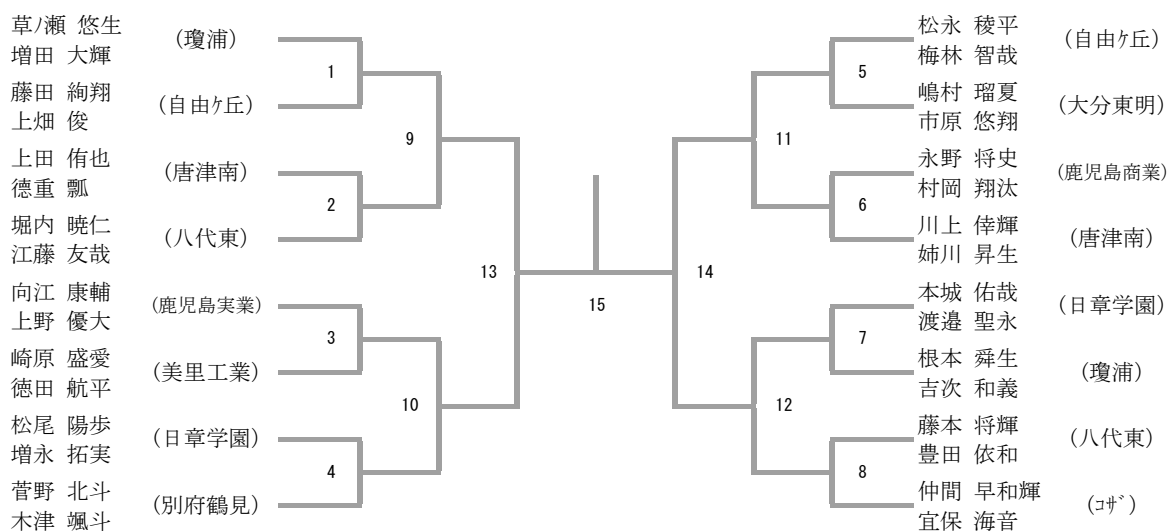 男子ダブルス
草ﾉ瀬 悠生
増田 大輝
(瓊浦)
藤田 絢翔
上畑 俊
(自由ｹ丘)
上田 侑也
德重 瓢
(唐津南)
堀内 暁仁
江藤 友哉
(八代東)
向江 康輔
上野 優大
(鹿児島実業)
崎原 盛愛
徳田 航平
(美里工業)
松尾 陽歩
増永 拓実
(日章学園)
菅野 北斗
木津 颯斗
(別府鶴見)
1
2
3
4
9
10
13
15
14
11
12
5
6
7
8
松永 稜平
梅林 智哉
(自由ｹ丘)
嶋村 瑠夏
市原 悠翔
(大分東明)
永野 将史
村岡 翔汰
(鹿児島商業)
川上 倖輝
姉川 昇生
(唐津南)
本城 佑哉
渡邉 聖永
(日章学園)
根本 舜生
吉次 和義
(瓊浦)
藤本 将輝
豊田 依和
(八代東)
仲間 早和輝
宜保 海音
(ｺｻﾞ)